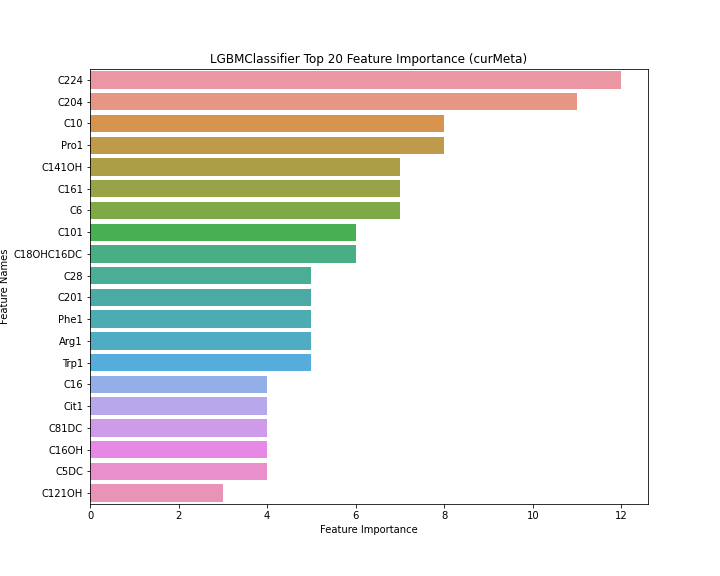 LGBMClassifier Top 20 Feature Importance (curMeta)
Feature Names
C224
C204
C10
Pro1
C141OH
C161
C6
C101
C18OHC16DC
C28
C201
Phe1
Arg1
Trp1
C16
Cit1
C81DC
C16OH
C5DC
C121OH
0 2 4 6 8 10 12
Feature Importance